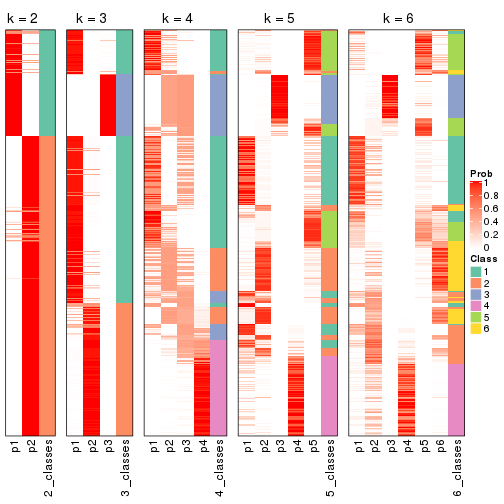 k = 2
k = 3
k = 4
k = 5
k = 6
Prob
1
0.8
0.6
0.4
0.2
0
Class
1
2
3
4
5
6
p1
p2
2_classes
p1
p2
p3
3_classes
p1
p2
p3
p4
4_classes
p1
p2
p3
p4
p5
5_classes
p1
p2
p3
p4
p5
p6
6_classes